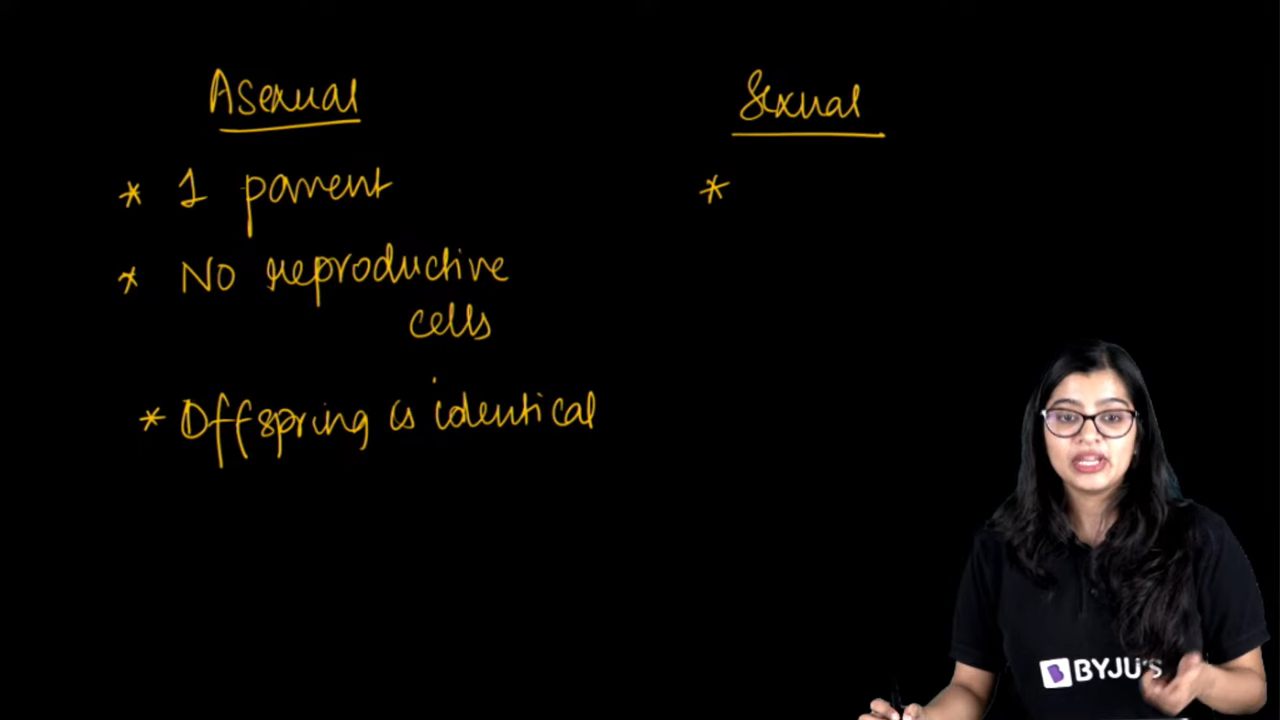 Asexual
* 1 parent
* No reproductive
cells
* Offspring is identical
Sexual
*
BYJU'S